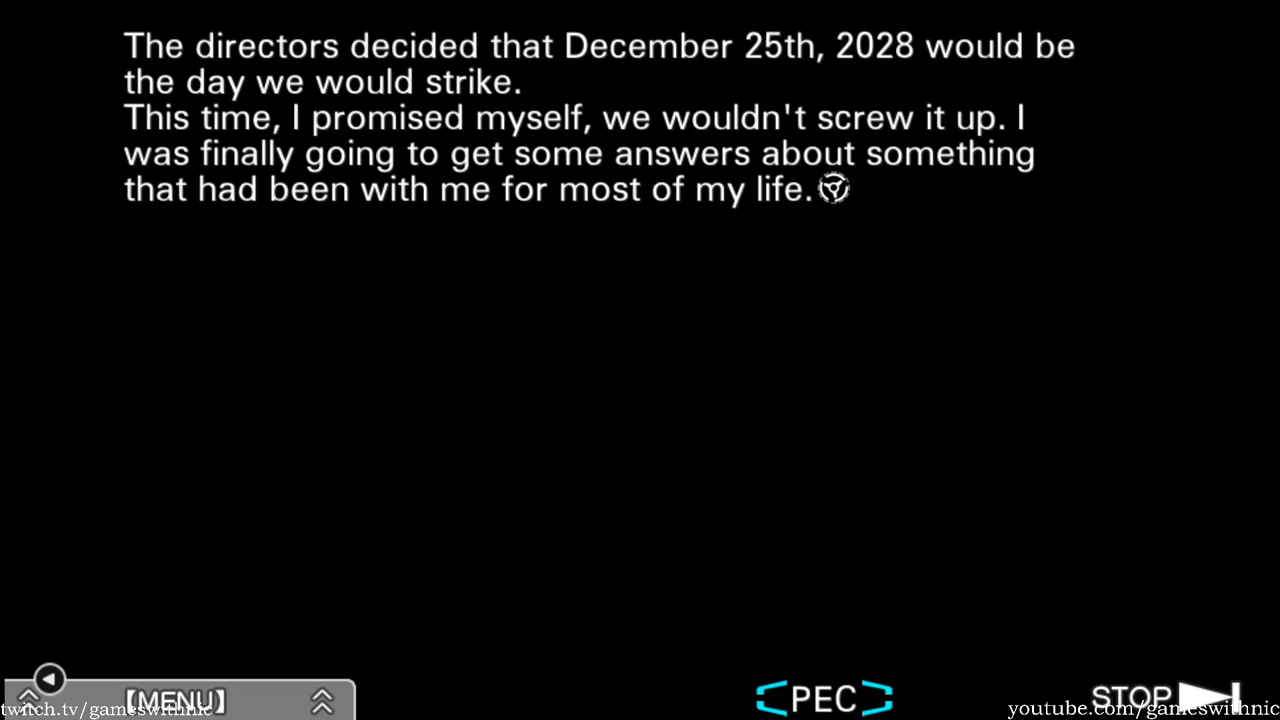 The directors decided that December 25th, 2028 would be
the day we would strike.
This time, I promised myself, we wouldn't screw it up. I
was finally going to get some answers about something
that had been with me for most of my life.
【MENU】
PEC
STOP
twitch.tv/gameswithnic
youtube.com/gameswithnic